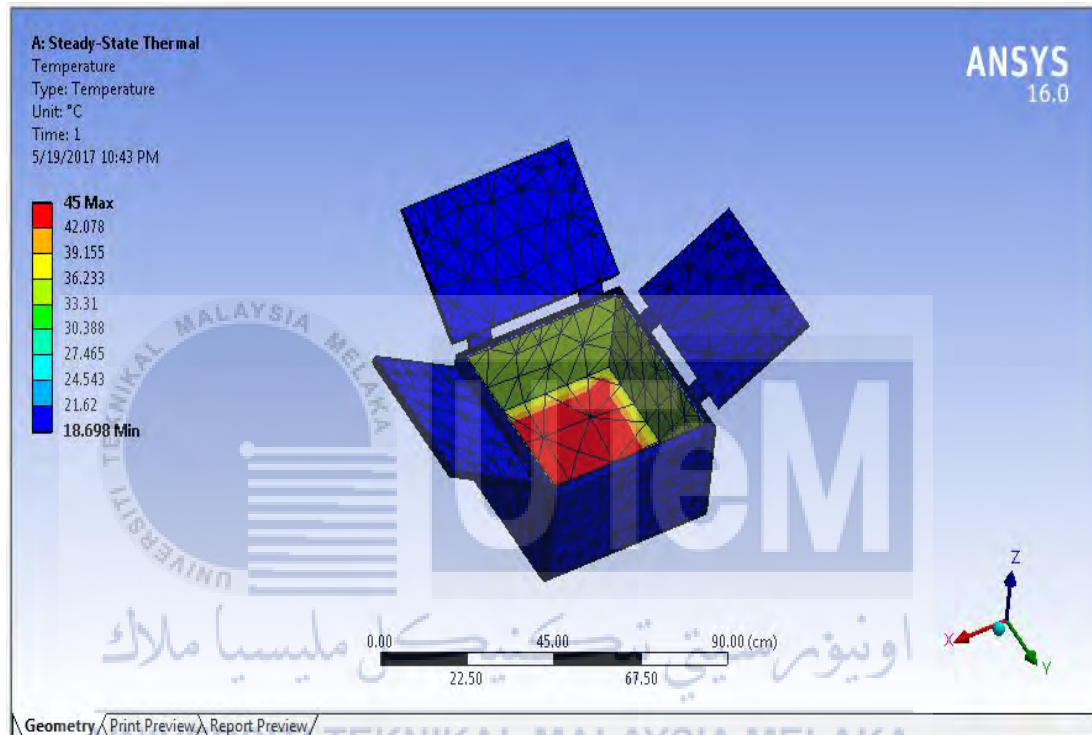 A: Steady-State Thermal
Temperature
Type: Temperature
Unit: °C
Time: 1
5/19/2017 10:43 PM
ANSYS
16.0
45 Max
42.078
39.155
36.233
33.31
30.388
27.465
24.543
21.62
18.698 Min
UNIVERSITI TEKNIKAL MALAYSIA MELAKA
UTeM
Z
X
Y
0.00 45.00 90.00 (cm)
22.50 67.50
اونيۏرسيتي تيکنيکل مليسيا ملاك
Geometry Print Preview Report Preview
TEKNIKAL MALAYSIA MELAKA